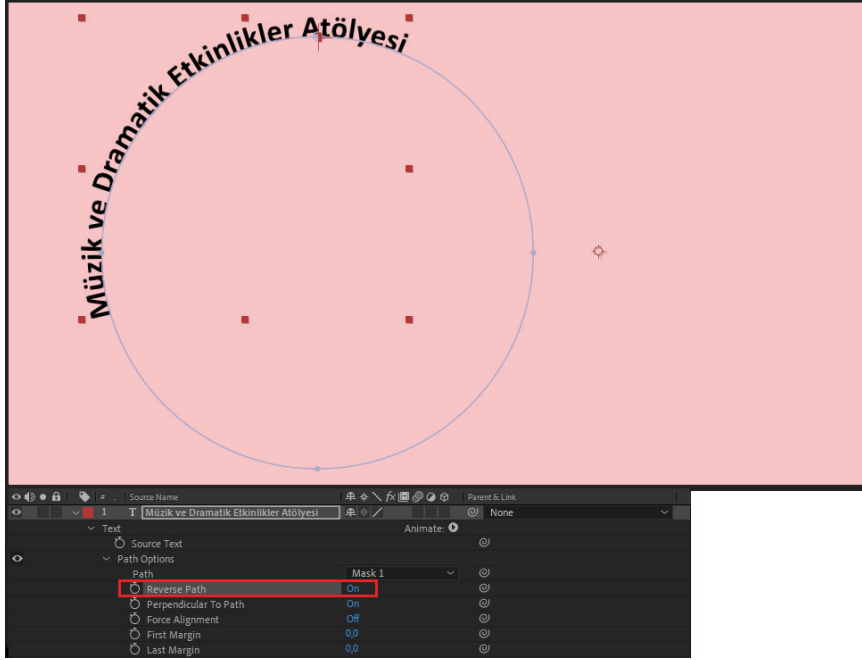 Müzik ve Dramatik Etkinlikler Atölyesi
# . Source Name fx Parent & Link
1 T Müzik ve Dramatik Etkinlikler Atölyesi None
Text Animate:
Source Text
Path Options
Path Mask 1
Reverse Path On
Perpendicular To Path On
Force Alignment Off
First Margin 0,0
Last Margin 0,0